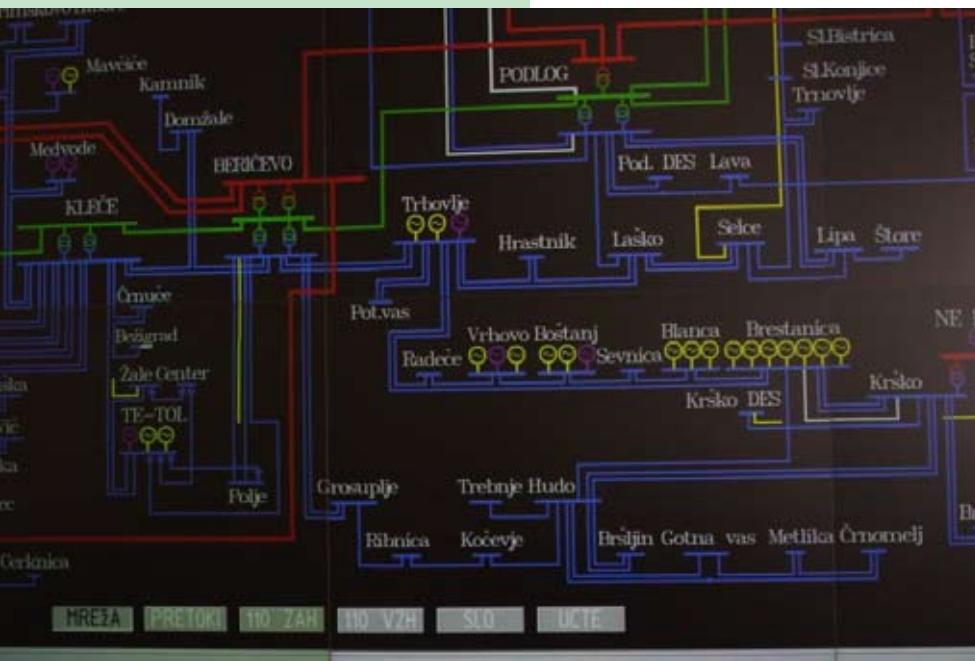 Mavčiče
Kamnik
Domžale
Medvode
BERIČEVO
KLEČE
PODLOG
Sl.Bistrica
Sl.Konjice
Trnovlje
Pod. DES
Lava
Trbovlje
Hrastnik
Laško
Selce
Lipa
Štore
Črnuče
Bežigrad
Pot.vas
Vrhovo
Boštanj
Blanca
Brestanica
NE
Radeče
Sevnica
Žale
Center
Krško
Krško DES
TE-TOL
Polje
Grosuplje
Trebnje
Hudo
Ribnica
Kočevje
Bršljin
Gotna vas
Metlika
Črnomelj
Cerknica
MREŽA
PRETOKI
110 ZAH
110 VZH
SLO
UCTE